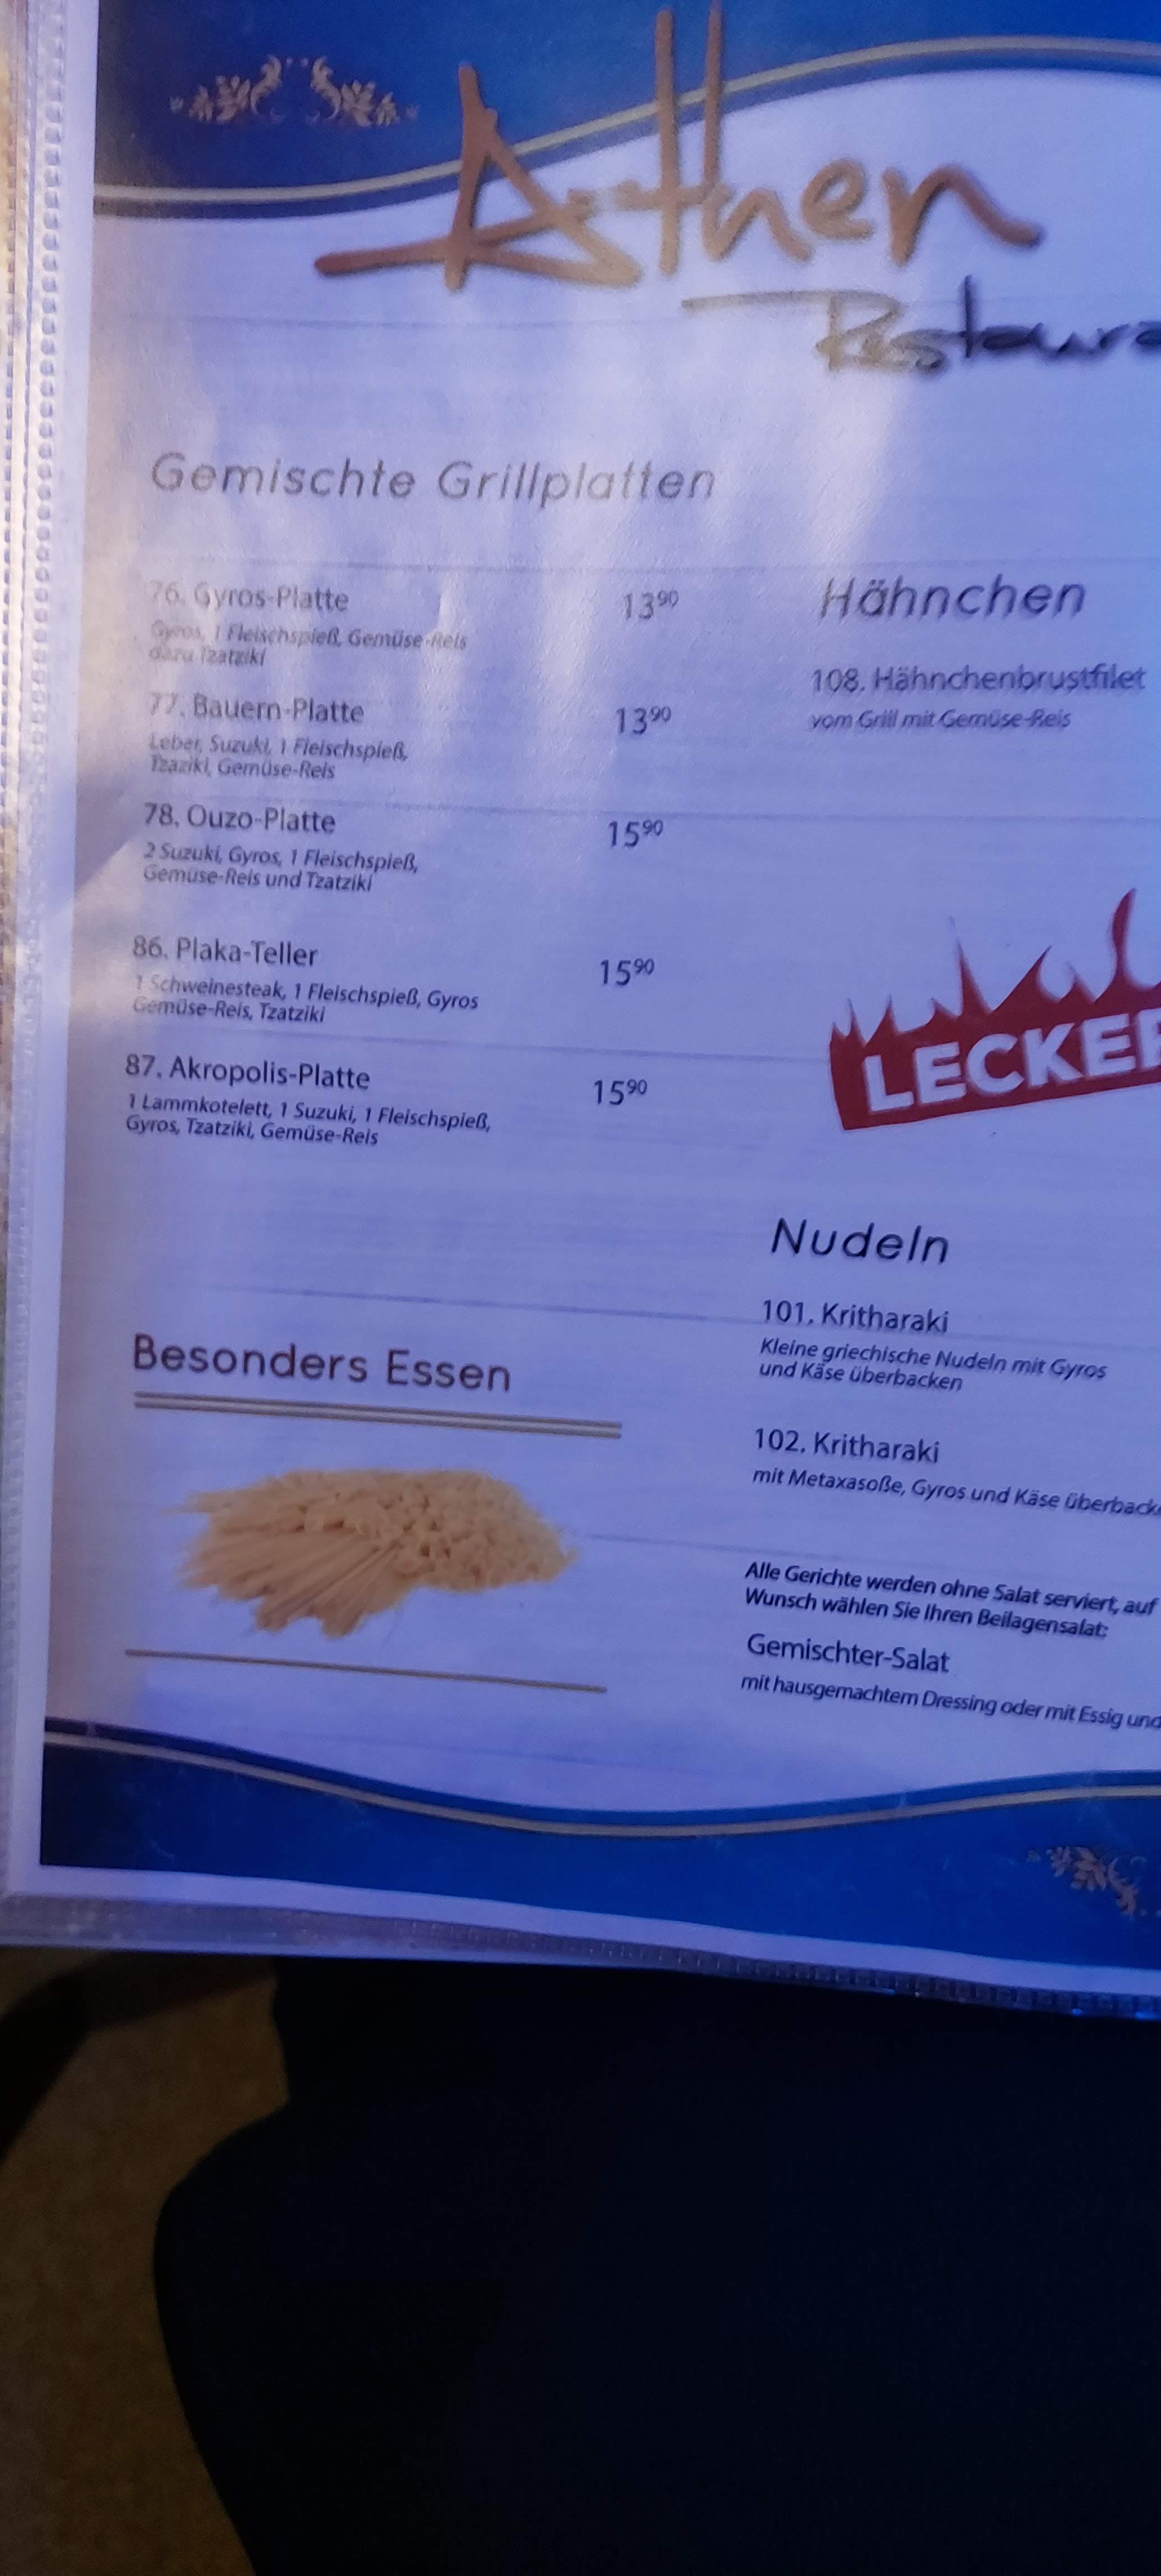 Athen
Gemischte Grillplatten
76. Gyros-Platte 13⁹⁰
Gyros, 1 Fleischspieß, Gemüse-Reis
dazu Tzatziki
77. Bauern-Platte 13⁹⁰
Leber, Suzuki, 1 Fleischspieß,
Tzaziki, Gemüse-Reis
78. Ouzo-Platte 15⁹⁰
2 Suzuki, Gyros, 1 Fleischspieß,
Gemüse-Reis und Tzatziki
86. Plaka-Teller 15⁹⁰
1 Schweinesteak, 1 Fleischspieß, Gyros
Gemüse-Reis, Tzatziki
87. Akropolis-Platte 15⁹⁰
1 Lammkotelett, 1 Suzuki, 1 Fleischspieß,
Gyros, Tzatziki, Gemüse-Reis
Besonders Essen
Hähnchen
108. Hähnchenbrustfilet
vom Grill mit Gemüse-Reis
LECKER
Nudeln
101. Kritharaki
Kleine griechische Nudeln mit Gyros
und Käse überbacken
102. Kritharaki
mit Metaxasoße, Gyros und Käse
Alle Gerichte werden ohne Salat serviert, auf
Wunsch wählen Sie Ihren Beilagensalat:
Gemischter-Salat
mit hausgemachtem Dressing oder mit Essig und